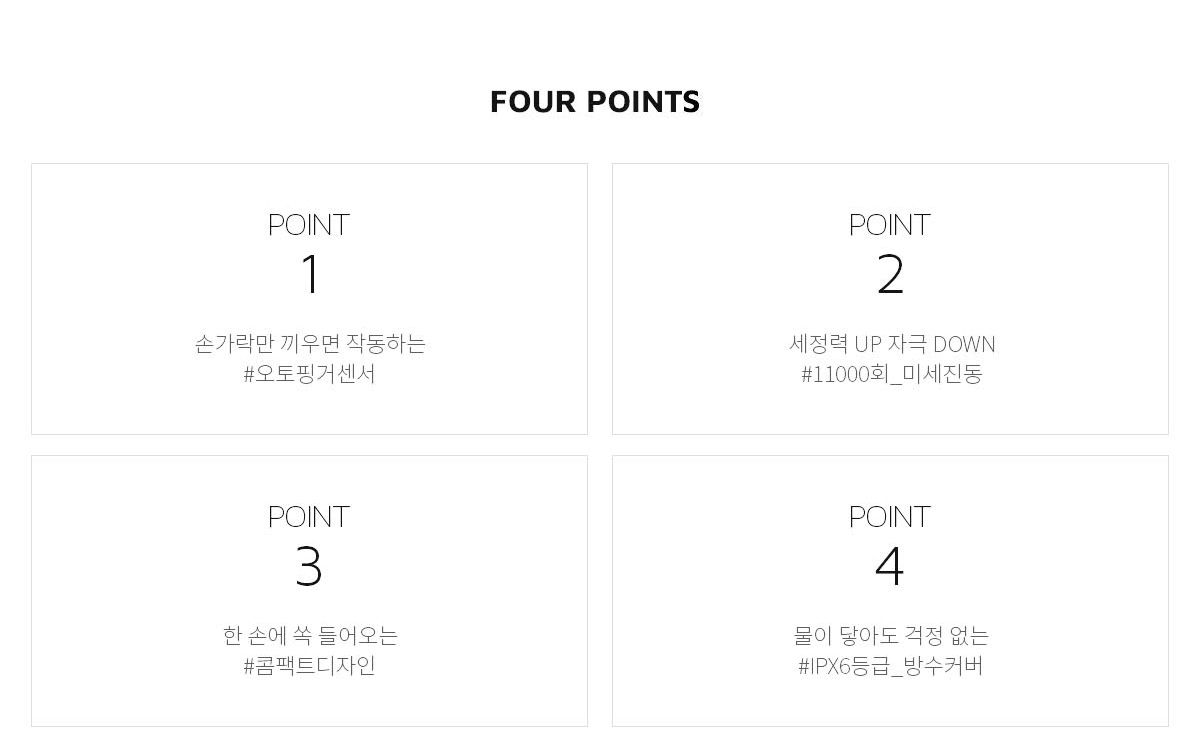 FOUR POINTS
POINT
1
손가락만 끼우면 작동하는
#오토핑거센서
POINT
2
세정력 UP 자극 DOWN
#11000회_미세진동
POINT
3
한 손에 쏙 들어오는
#콤팩트디자인
POINT
4
물이 닿아도 걱정 없는
#IPX6등급_방수커버